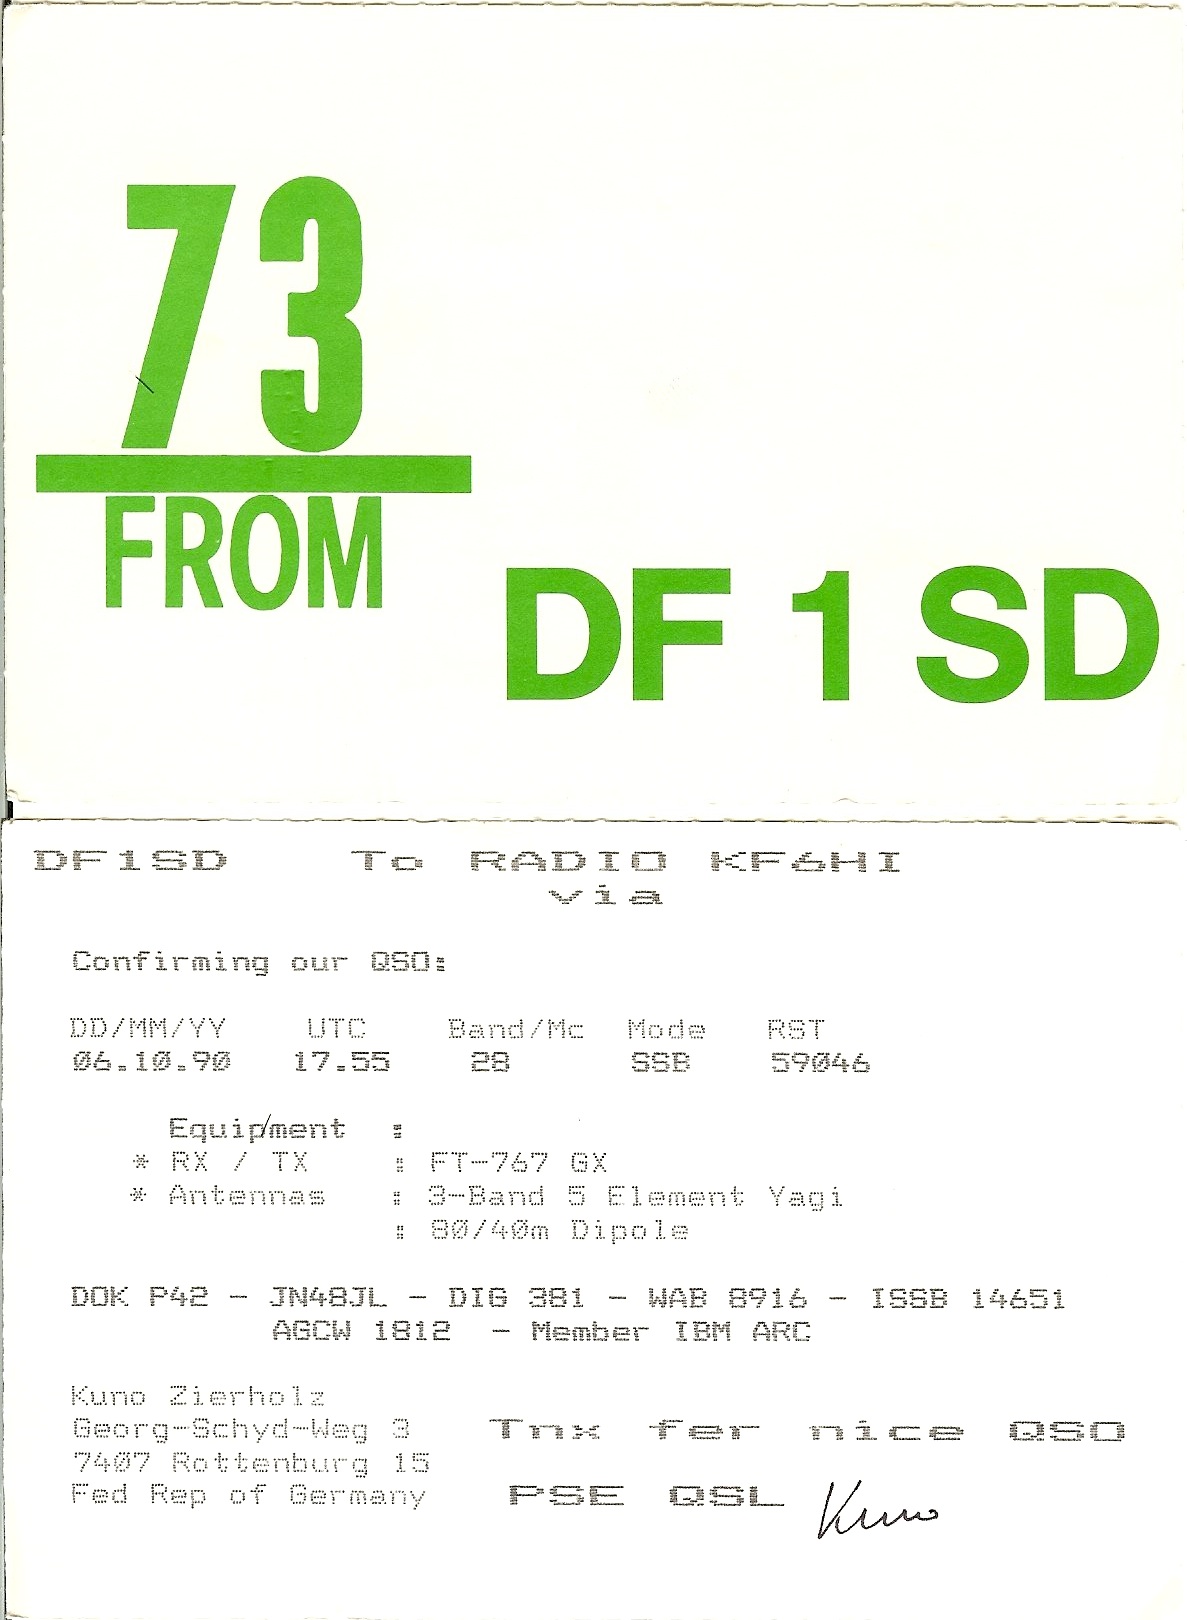 73
FROM
DF 1 SD
DF1SD To RADIO KF6HI
via
Confirming our QSO:
DD/MM/YY UTC Band/Mc Mode RST
06.10.90 17.55 28 SSB 59046
Equipment :
* RX / TX : FT-767 GX
* Antennas : 3-Band 5 Element Yagi
: 80/40m Dipole
DOK P42 - JN48JL - DIG 381 - WAB 8916 - ISSB 14651
AGCW 1812 - Member IBM ARC
Kuno Zierholz
Georg-Schyd-Weg 3
7407 Rottenburg 15
Fed Rep of Germany
Tnx fer nice QSO
PSE QSL Kuno